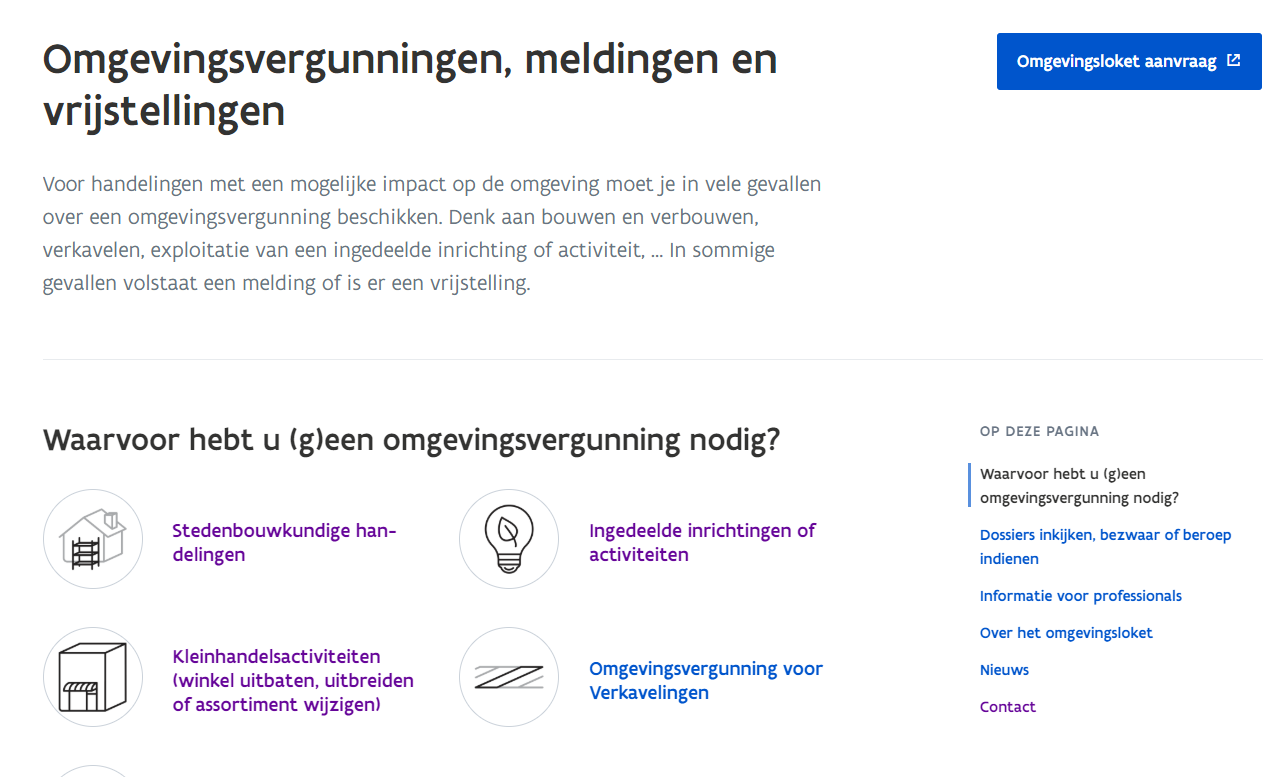 Omgevingsvergunningen, meldingen en
vrijstellingen
Omgevingsloket aanvraag
Voor handelingen met een mogelijke impact op de omgeving moet je in vele gevallen
over een omgevingsvergunning beschikken. Denk aan bouwen en verbouwen,
verkavelen, exploitatie van een ingedeelde inrichting of activiteit, ... In sommige
gevallen volstaat een melding of is er een vrijstelling.
Waarvoor hebt u (g)een omgevingsvergunning nodig?
Stedenbouwkundige han-
delingen
Ingedeelde inrichtingen of
activiteiten
Kleinhandelsactiviteiten
(winkel uitbaten, uitbreiden
of assortiment wijzigen)
Omgevingsvergunning voor
Verkavelingen
OP DEZE PAGINA
Waarvoor hebt u (g)een
omgevingsvergunning nodig?
Dossiers inkijken, bezwaar of beroep
indienen
Informatie voor professionals
Over het omgevingsloket
Nieuws
Contact